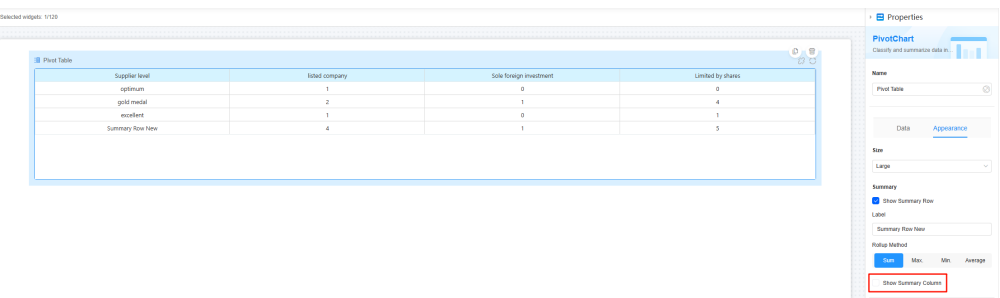 Selected widgets: 1/120
Properties
PivotChart
Classify and summarize data in...
Name
Pivot Table
Data Appearance
Size
Large
Summary
Show Summary Row
Label
Summary Row New
Rollup Method
Sum Max. Min. Average
Show Summary Column
Pivot Table
Supplier level listed company Sole foreign investment Limited by shares
optimum 1 0 0
gold medal 2 1 4
excellent 1 0 1
Summary Row New 4 1 5